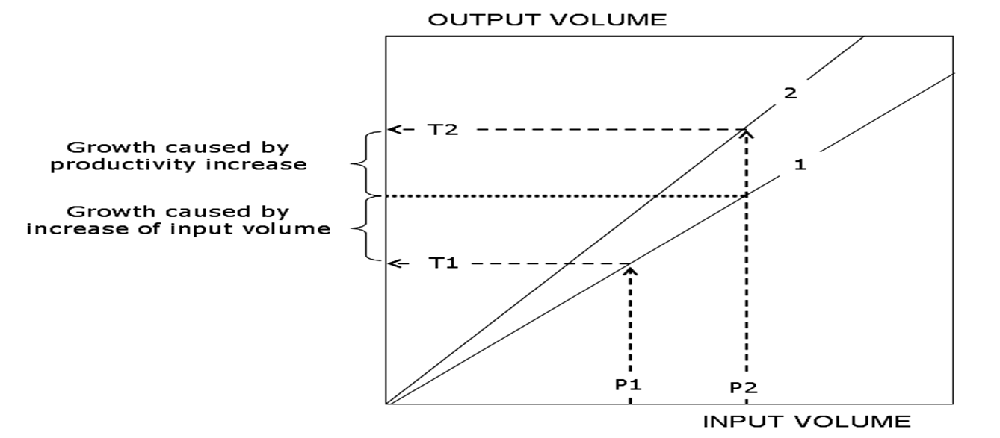 OUTPUT VOLUME
2
T2
Growth caused by
productivity increase
1
Growth caused by
increase of input volume
T1
P1
P2
INPUT VOLUME